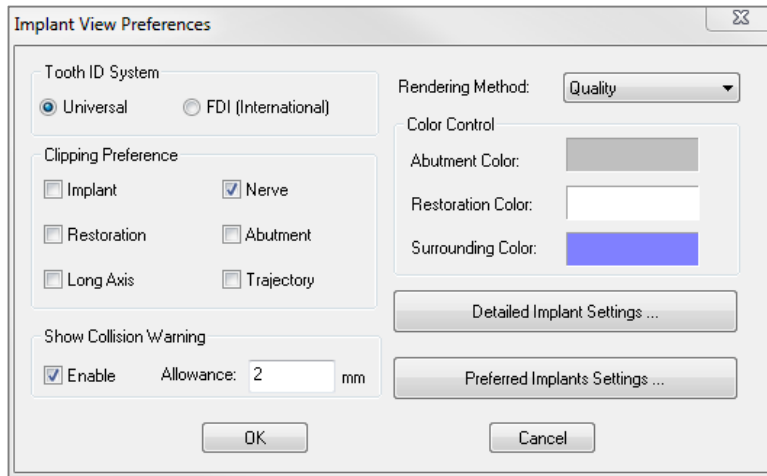 Implant View Preferences
Tooth ID System
Universal
FDI (International)
Clipping Preference
Implant
Nerve
Restoration
Abutment
Long Axis
Trajectory
Show Collision Warning
Enable
Allowance: 2 mm
Rendering Method: Quality
Color Control
Abutment Color:
Restoration Color:
Surrounding Color:
Detailed Implant Settings ...
Preferred Implants Settings ...
OK
Cancel